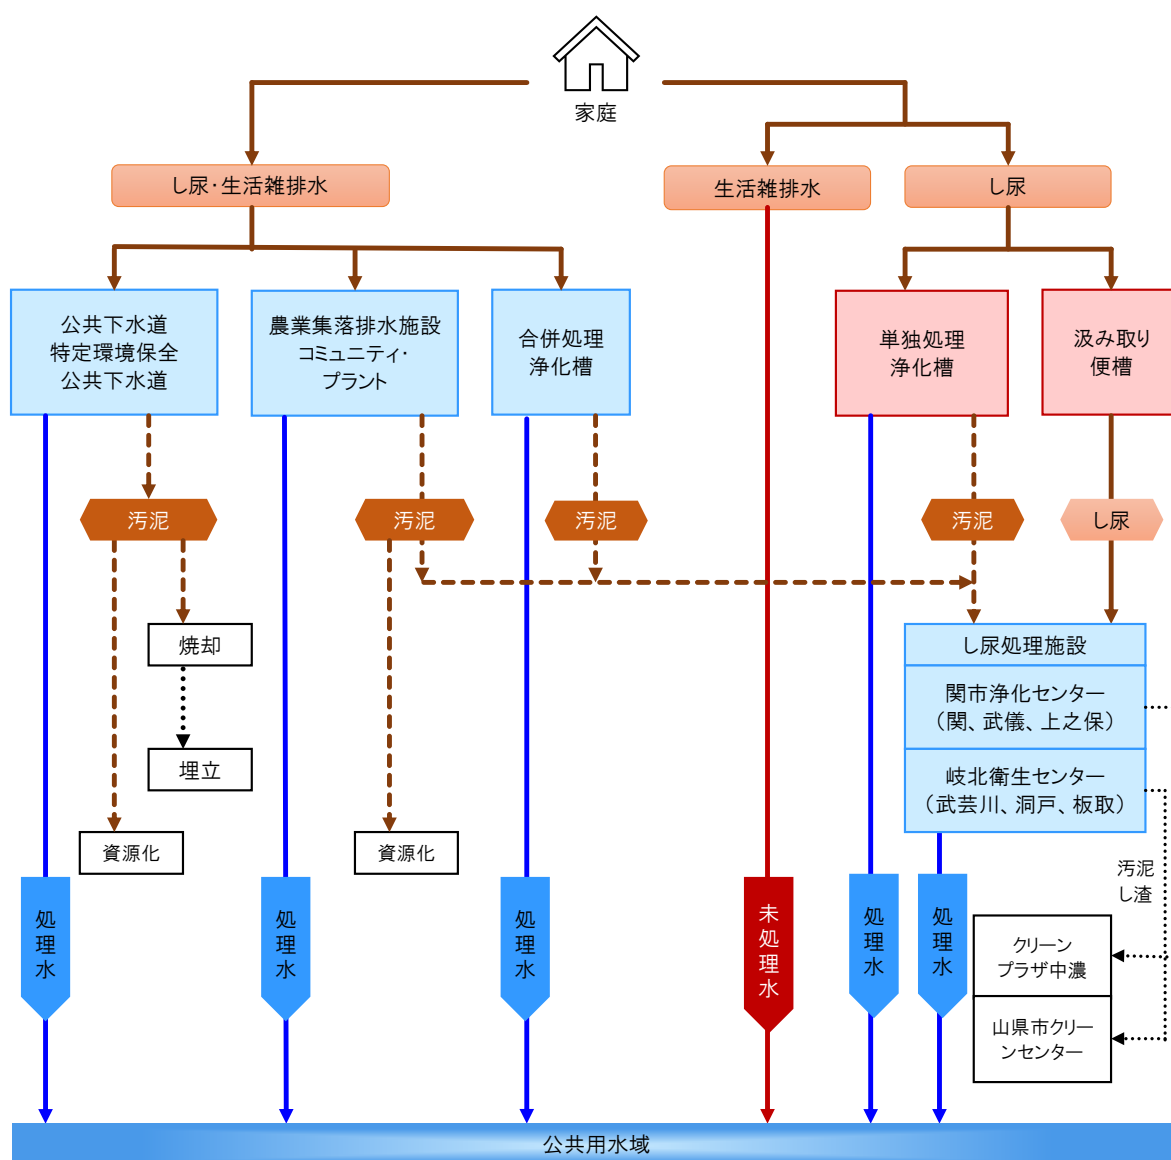 家庭
し尿・生活雑排水
生活雑排水
し尿
公共下水道
特定環境保全
公共下水道
農業集落排水施設
コミュニティ・
プラント
合併処理
浄化槽
単独処理
浄化槽
汲み取り
便槽
汚泥
汚泥
汚泥
汚泥
し尿
焼却
埋立
資源化
資源化
し尿処理施設
関市浄化センター
（関、武儀、上之保）
岐北衛生センター
（武芸川、洞戸、板取）
汚泥
し渣
クリーン
プラザ中濃
山県市クリー
ンセンター
処理水
処理水
処理水
未処理水
処理水
処理水
公共用水域